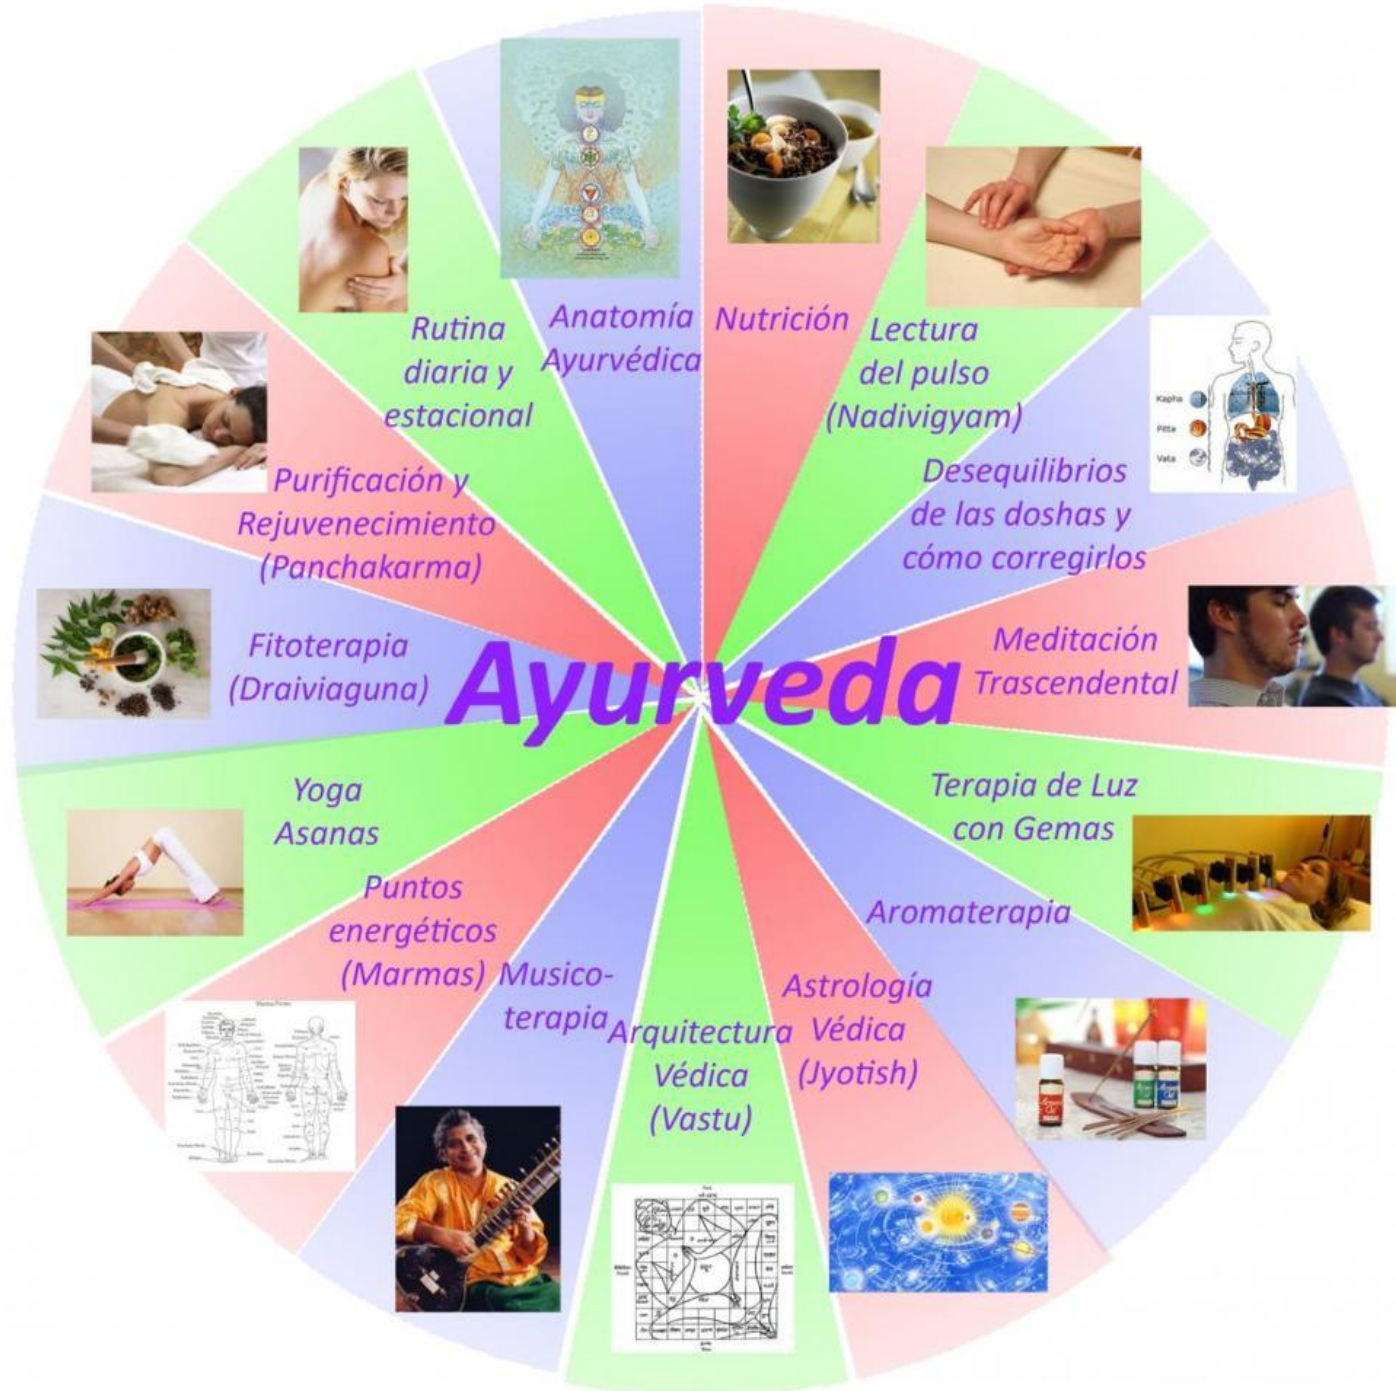 Ayurveda
Nutrición
Lectura
del pulso
(Nadivigyam)
Desequilibrios
de las doshas y
cómo corregirlos
Kapha
Pitta
Vata
Meditación
Trascendental
Terapia de Luz
con Gemas
Aromaterapia
Astrología
Védica
(Jyotish)
Arquitectura
Védica
(Vastu)
Musico-
terapia
Puntos
energéticos
(Marmas)
Yoga
Asanas
Fitoterapia
(Draiviaguna)
Purificación y
Rejuvenecimiento
(Panchakarma)
Rutina
diaria y
estacional
Anatomía
Ayurvédica